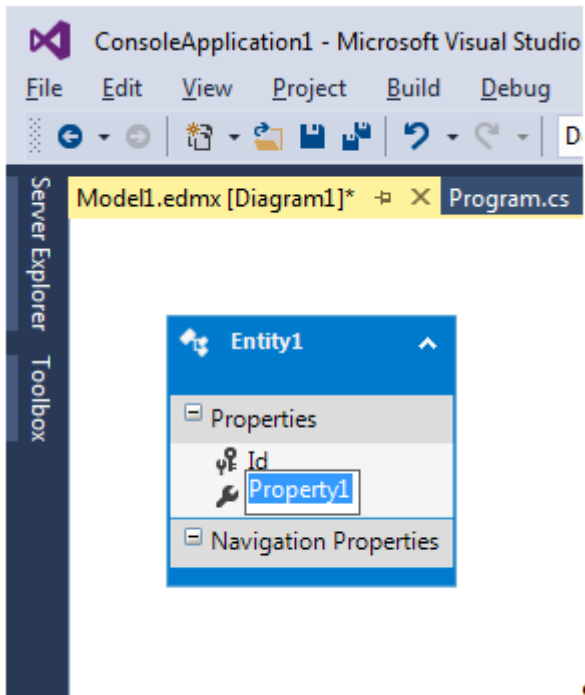 ConsoleApplication1 - Microsoft Visual Studio
File Edit View Project Build Debug
D
Server Explorer
Toolbox
Model1.edmx [Diagram1]* Program.cs
Entity1
Properties
Id
Property1
Navigation Properties